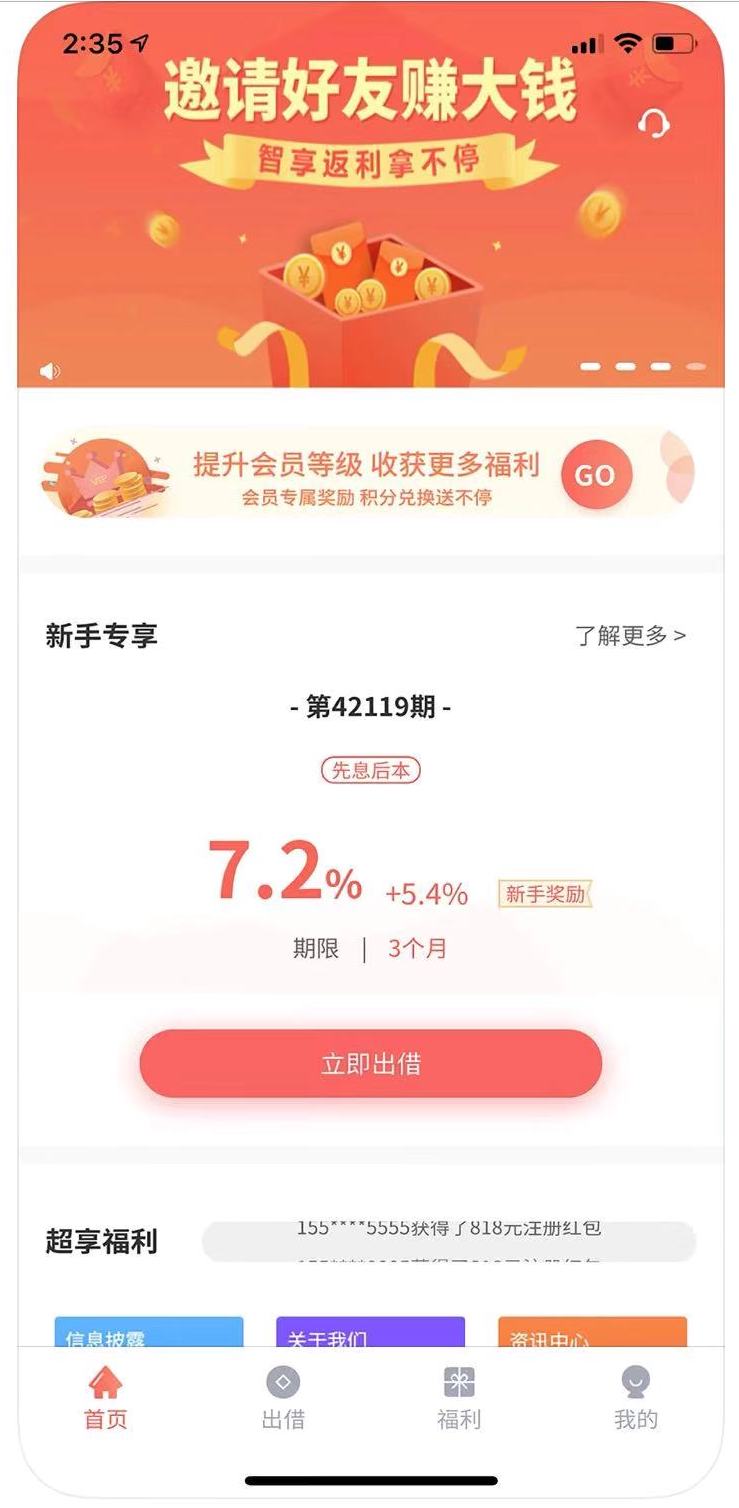 2:35
邀请好友赚大钱
智享返利拿不停
提升会员等级 收获更多福利
GO
VIP
会员专属奖励 积分兑换送不停
新手专享
了解更多 >
- 第42119期 -
先息后本
7.2% +5.4% 新手奖励
期限 | 3个月
立即出借
超享福利
155****5555获得了818元注册红包
信息披露
关于我们
资讯中心
首页
出借
福利
我的